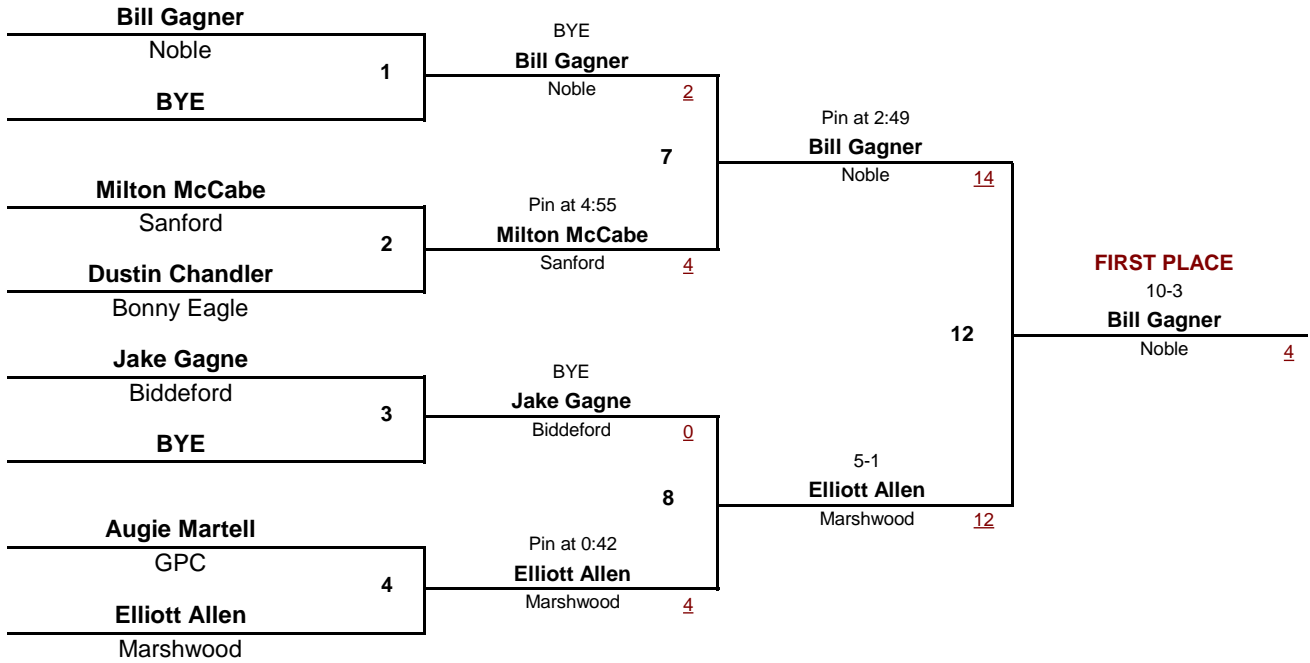 Bill Gagner
Noble
1
BYE
BYE
Bill Gagner
Noble
2
Milton McCabe
Sanford
2
Dustin Chandler
Bonny Eagle
Pin at 4:55
Milton McCabe
Sanford
4
7
Pin at 2:49
Bill Gagner
Noble
14
Jake Gagne
Biddeford
3
BYE
BYE
Jake Gagne
Biddeford
0
Augie Martell
GPC
4
Elliott Allen
Marshwood
Pin at 0:42
Elliott Allen
Marshwood
4
8
5-1
Elliott Allen
Marshwood
12
12
FIRST PLACE
10-3
Bill Gagner
Noble
4